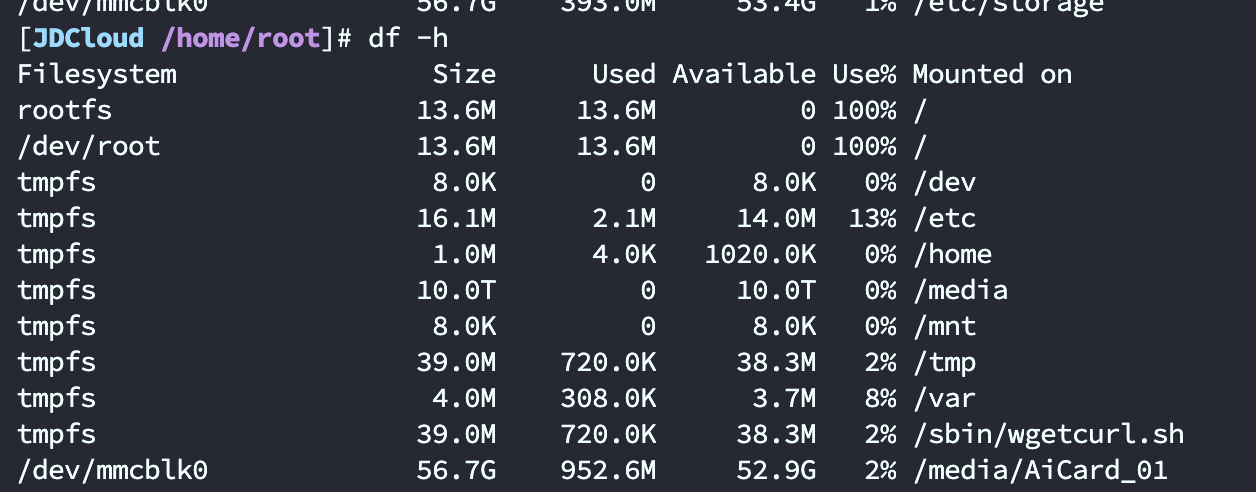 /dev/mmcblk0 56.7G 393.0M 53.4G 1% /etc/storage
[JDCloud /home/root]# df -h
Filesystem Size Used Available Use% Mounted on
rootfs 13.6M 13.6M 0 100% /
/dev/root 13.6M 13.6M 0 100% /
tmpfs 8.0K 0 8.0K 0% /dev
tmpfs 16.1M 2.1M 14.0M 13% /etc
tmpfs 1.0M 4.0K 1020.0K 0% /home
tmpfs 10.0T 0 10.0T 0% /media
tmpfs 8.0K 0 8.0K 0% /mnt
tmpfs 39.0M 720.0K 38.3M 2% /tmp
tmpfs 4.0M 308.0K 3.7M 8% /var
tmpfs 39.0M 720.0K 38.3M 2% /sbin/wgetcurl.sh
/dev/mmcblk0 56.7G 952.6M 52.9G 2% /media/AiCard_01